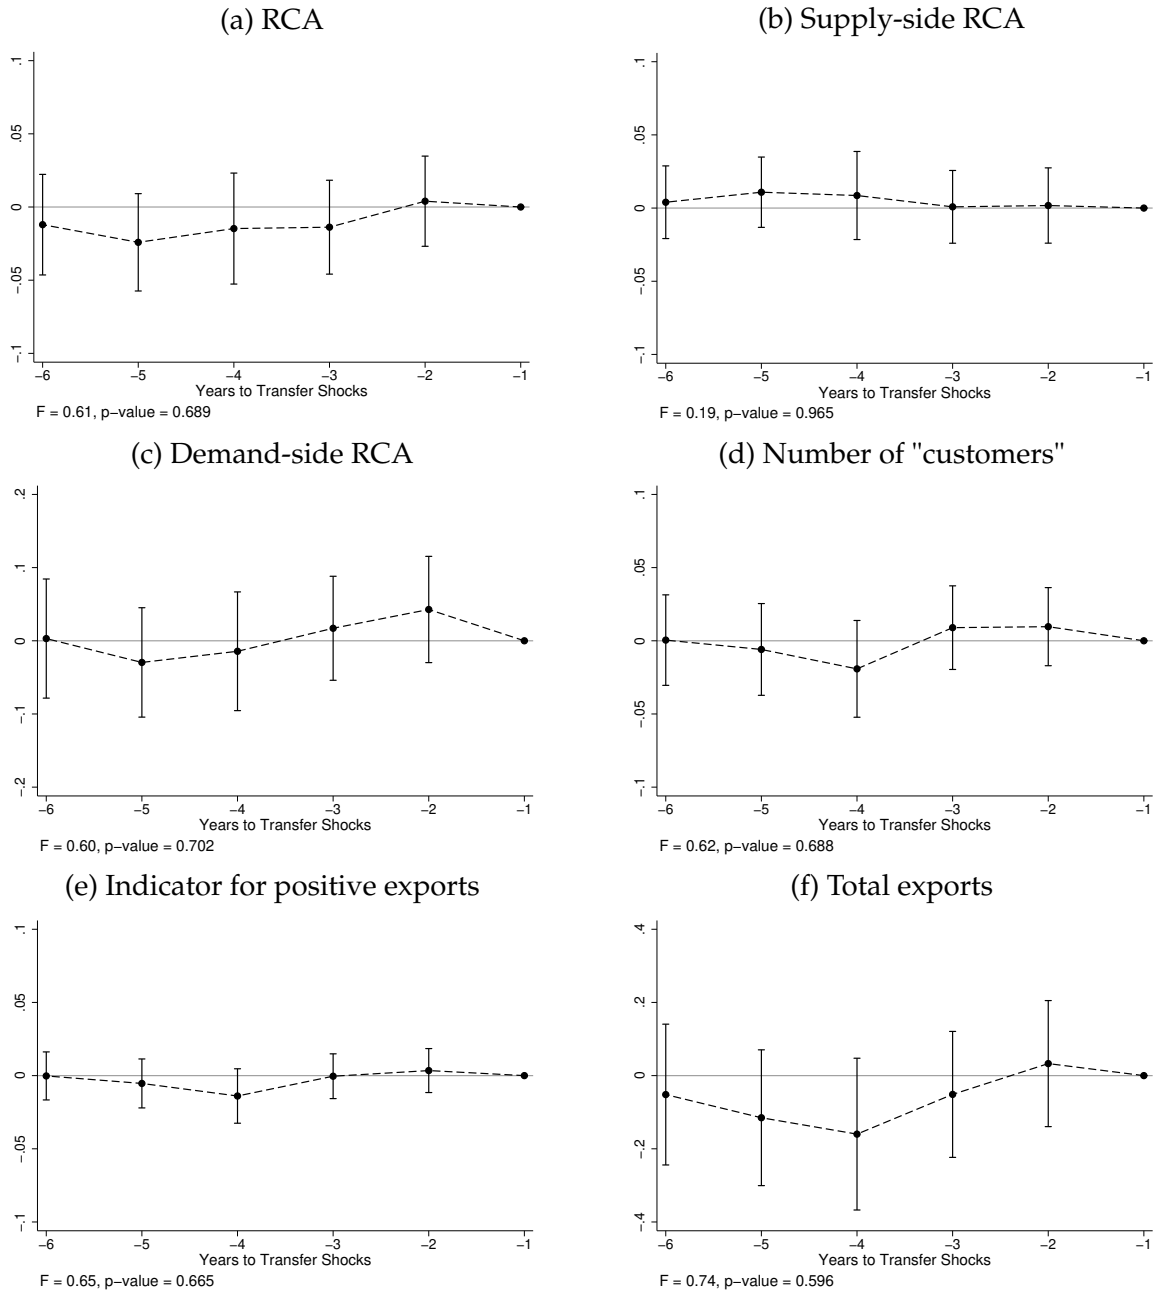 (a) RCA
.1
.05
0
−.05
−.1
−6 −5 −4 −3 −2 −1
Years to Transfer Shocks
F = 0.61, p−value = 0.689
(b) Supply-side RCA
.1
.05
0
−.05
−.1
−6 −5 −4 −3 −2 −1
Years to Transfer Shocks
F = 0.19, p−value = 0.965
(c) Demand-side RCA
.2
.1
0
−.1
−.2
−6 −5 −4 −3 −2 −1
Years to Transfer Shocks
F = 0.60, p−value = 0.702
(d) Number of "customers"
.1
.05
0
−.05
−.1
−6 −5 −4 −3 −2 −1
Years to Transfer Shocks
F = 0.62, p−value = 0.688
(e) Indicator for positive exports
.1
.05
0
−.05
−.1
−6 −5 −4 −3 −2 −1
Years to Transfer Shocks
F = 0.65, p−value = 0.665
(f) Total exports
.4
.2
0
−.2
−.4
−6 −5 −4 −3 −2 −1
Years to Transfer Shocks
F = 0.74, p−value = 0.596